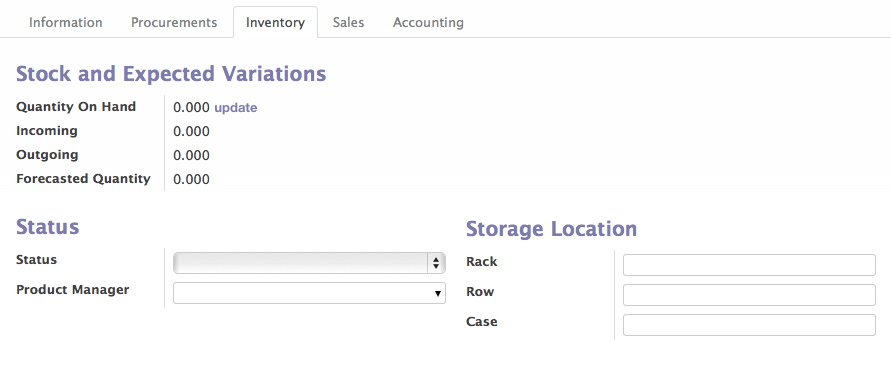 Information Procurements Inventory Sales Accounting
Stock and Expected Variations
Quantity On Hand 0.000 update
Incoming 0.000
Outgoing 0.000
Forecasted Quantity 0.000
Status
Status
Product Manager
Storage Location
Rack
Row
Case